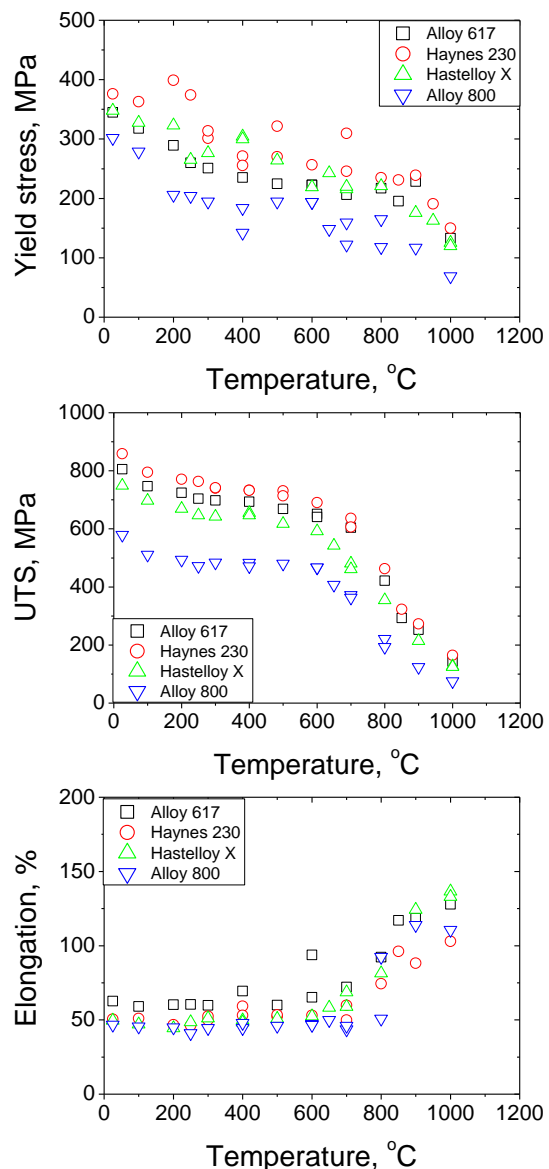 500
400
300
200
100
0
Yield stress, MPa
Alloy 617
Haynes 230
Hastelloy X
Alloy 800
0 200 400 600 800 1000 1200
Temperature, °C
1000
800
600
400
200
0
UTS, MPa
Alloy 617
Haynes 230
Hastelloy X
Alloy 800
0 200 400 600 800 1000 1200
Temperature, °C
200
150
100
50
0
Elongation, %
Alloy 617
Haynes 230
Hastelloy X
Alloy 800
0 200 400 600 800 1000 1200
Temperature, °C